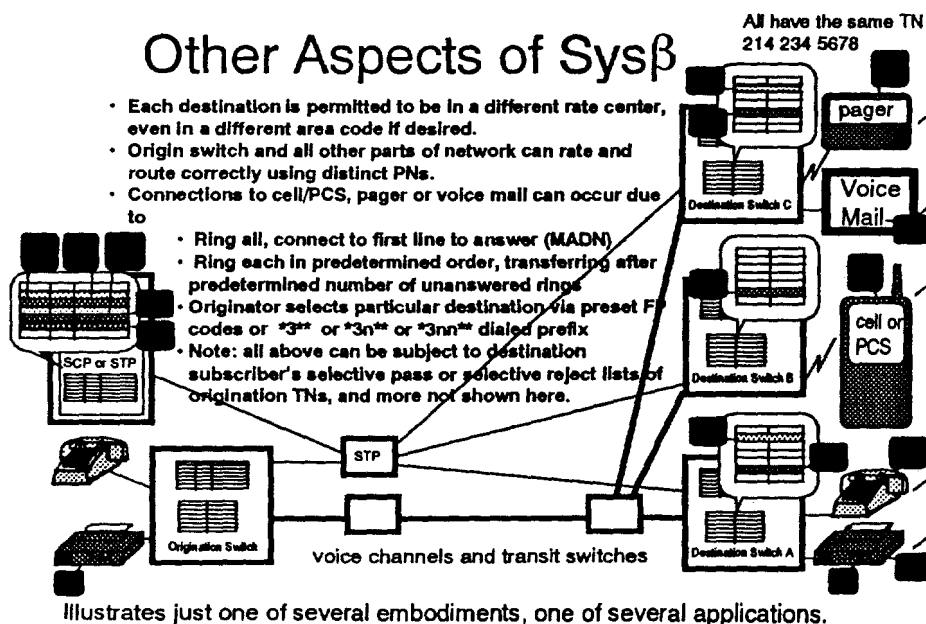 All have the same TN
214 234 5678
Other Aspects of Sysβ
• Each destination is permitted to be in a different rate center,
even in a different area code if desired.
• Origin switch and all other parts of network can rate and
route correctly using distinct PNs.
• Connections to cell/PCS, pager or voice mail can occur due
to
• Ring all, connect to first line to answer (MADN)
• Ring each in predetermined order, transferring after
predetermined number of unanswered rings
• Originator selects particular destination via preset FP
codes or *3** or *3n** or *3nn** dialed prefix
• Note: all above can be subject to destination
subscriber's selective pass or selective reject lists of
origination TNs, and more not shown here.
pager
Destination Switch C
Voice
Mail
cell or
PCS
Destination Switch B
SCP or STP
STP
Origination Switch
Destination Switch A
voice channels and transit switches
Illustrates just one of several embodiments, one of several applications.